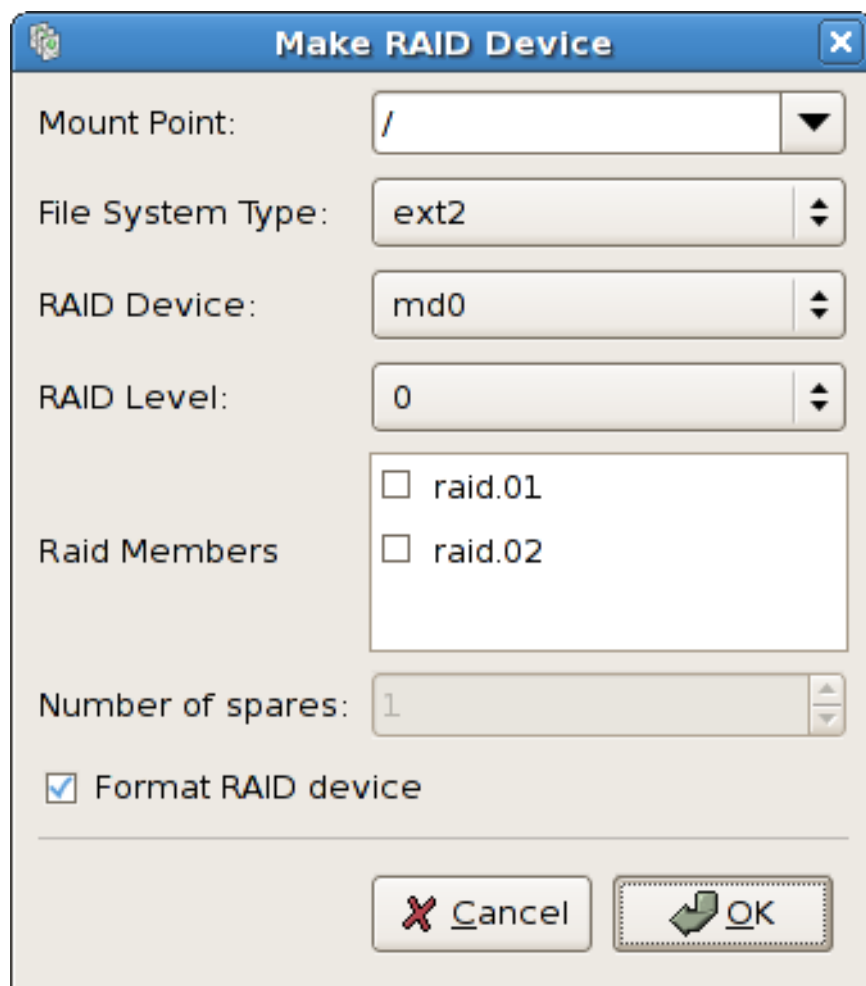 Make RAID Device
Mount Point: /
File System Type: ext2
RAID Device: md0
RAID Level: 0
raid.01
Raid Members raid.02
Number of spares: 1
Format RAID device
Cancel OK